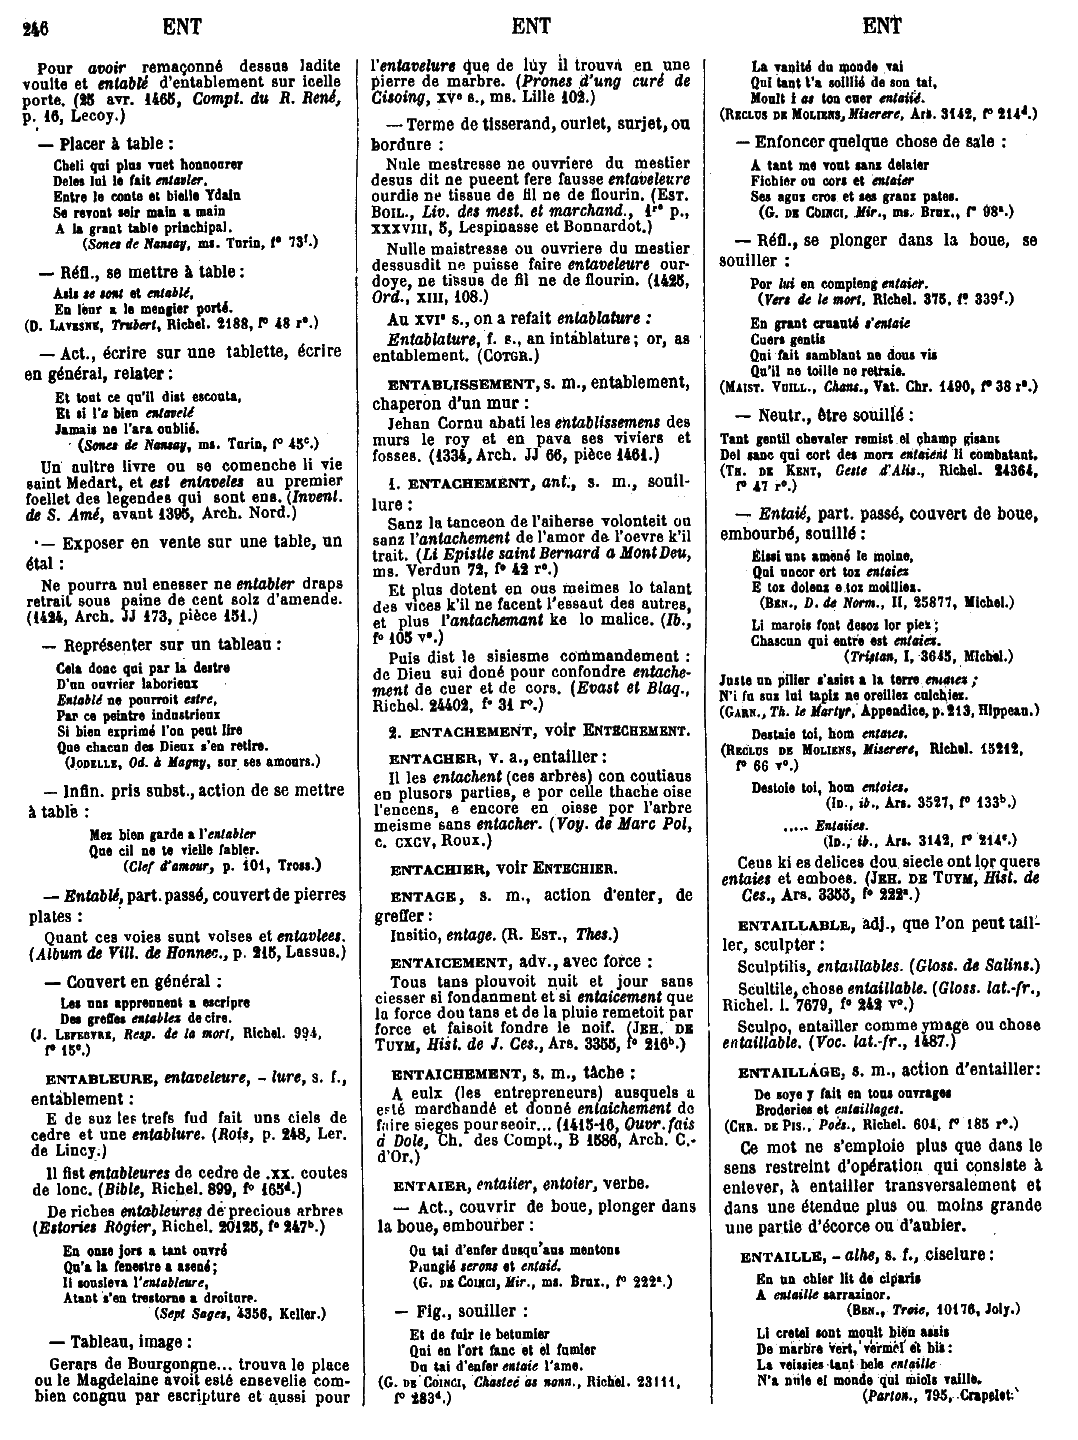 246 ENT ENT ENT
Pour avoir remaçonné dessus ladite
voulte et entablé d'entablement sur icelle
porte. (25 avr. 1465, Compt. du R. René,
p. 16, Lecoy.)
— Placer à table :
Cheli qui plus vuet honnourer
Deles lui le fait entavler.
Entre le conte et bielle Ydain
Se revont seir main a main
A la grant table princhipal.
(Sones de Nansay, ms. Turin, f° 73f.)
— Réfl., se mettre à table :
Asis se sont et entablé,
En leur a le mengier porté.
(D. LAVESNE, Trubert, Richel. 2188, f° 48 r°.)
— Act., écrire sur une tablette, écrire
en général, relater :
Et tout ce qu'il dist escouta,
Et si l'a bien entavelé
Jamais ne l'ara oublié.
(Sones de Nansay, ms. Turin, f° 45c.)
Un aultre livre ou se comenche li vie
saint Medart, et est entaveles au premier
foellet des legendes qui sont ens. (Invent.
de S. Amé, avant 1395, Arch. Nord.)
— Exposer en vente sur une table, un
étal :
Ne pourra nul enesser ne entabler draps
retrait sous paine de cent solz d'amende.
(1424, Arch. JJ 173, pièce 151.)
— Représenter sur un tableau :
Cela donc qui par la destre
D'un ouvrier laborieux
Entablé ne pourroit estre,
Par ce peintre industrieux
Si bien exprimé l'on peut lire
Que chacun des Dieux s'en retire.
(JODELLE, Od. à Magny, sur ses amours.)
— Infin. pris subst., action de se mettre
à table :
Mez bien garde a l'entabler
Que cil ne te vielle fabler.
(Clef d'amour, p. 101, Tross.)
— Entablé, part. passé, couvert de pierres
plates :
Quant ces voies sunt volses et entavlees.
(Album de Vill. de Honnec., p. 215, Lassus.)
— Couvert en général :
Les uns apprennent a escripre
Des greffes entablez de cire.
(J. LEFEBVRE, Resp. de la mort, Richel. 994,
f° 15c.)
ENTABLEURE, entaveleure, - lure, s. f.,
entablement :
E de suz les trefs fud fait uns ciels de
cedre et une entablure. (Rois, p. 248, Ler.
de Lincy.)
Il fist entableures de cedre de .xx. coutes
de lonc. (Bible, Richel. 899, f° 165d.)
De riches entableures de precious arbres
(Estories Rogier, Richel. 20125, f° 247b.)
En onze jors a tant ouvré
Qu'a la fenestre a asené ;
Il sousleva l'entableure,
Atant s'en trestorne a droiture.
(Sept Sages, 4356, Keller.)
— Tableau, image :
Gerars de Bourgongne... trouva le place
ou le Magdelaine avoit esté ensevelie com-
bien congnu par escripture et aussi pour
l'entavelure que de luy il trouva en une
pierre de marbre. (Prones d'ung curé de
Cisoing, XVe s., ms. Lille 102.)
— Terme de tisserand, ourlet, surjet, ou
bordure :
Nule mestresse ne ouvriere du mestier
desus dit ne pueent fere fausse entaveleure
ourdie ne tissue de fil ne de flourin. (EST.
BOIL., Liv. des mest. et marchand., 1re p.,
XXXVIII, 5, Lespinasse et Bonnardot.)
Nulle maistresse ou ouvriere du mestier
dessusdit ne puisse faire entaveleure our-
doye, ne tissus de fil ne de flourin. (1425,
Ord., XIII, 108.)
Au XVIe s., on a refait entablature :
Entablature, f. s., an intablature ; or, as
entablement. (COTGR.)
ENTABLISSEMENT, s. m., entablement,
chaperon d'un mur :
Jehan Cornu abati les entablissemens des
murs le roy et en pava ses viviers et
fosses. (1334, Arch. JJ 66, pièce 1461.)
1. ENTACHEMENT, ant., s. m., souil-
lure :
Sanz la tanceon de l'aiherse volonteit ou
sanz l'antachement de l'amor de l'oevre k'il
trait. (Li Epistle saint Bernard a Mont Deu,
ms. Verdun 72, f° 42 r°.)
Et plus dotent en ous meimes lo talant
des vices k'il ne facent l'essaut des autres,
et plus l'antachemant ke lo malice. (Ib.,
f° 105 v°.)
Puis dist le sisiesme commandement :
de Dieu sui doné pour confondre entache-
ment de cuer et de cors. (Evast et Blaq.,
Richel. 24402, f° 31 r°.)
2. ENTACHEMENT, voir ENTECHEMENT.
ENTACHER, v. a., entailler :
Il les entachent (ces arbres) con coutiaus
en plusors parties, e por celle thache oise
l'encens, e encore en oisse por l'arbre
meisme sans entacher. (Voy. de Marc Pol,
c. CXCV, Roux.)
ENTACHIER, voir ENTECHIER.
ENTAGE, s. m., action d'enter, de
greffer :
Insitio, entage. (R. EST., Thes.)
ENTAICEMENT, adv., avec force :
Tous tans plouvoit nuit et jour sans
ciesser si fondanment et si entaicement que
la force dou tans et de la pluie remetoit par
force et faisoit fondre le noif. (JEH. DE
TUYM, Hist. de J. Ces., Ars. 3355, f° 216b.)
ENTAICHEMENT, s. m., tâche :
A eulx (les entrepreneurs) ausquels a
esté marchandé et donné entaichement de
faire sieges pour seoir... (1415-16, Ouvr. fais
a Dole, Ch. des Compt., B 1586, Arch. C.-
d'Or.)
ENTAIER, entaiier, entoier, verbe.
— Act., couvrir de boue, plonger dans
la boue, embourber :
Ou tai d'enfer dusqu'aus mentons
Plungié serons et entaié.
(G. DE COINCI, Mir., ms. Brux., f° 222a.)
— Fig., souiller :
Et de fuir le betumier
Qui en l'ort fanc et el fumier
Du tai d'enfer entaie l'ame.
(G. DE COINCI, Chasteé as nonn., Richel. 23111,
f° 283d.)
La vanité du monde vai
Qui tant t'a soillié de son tai,
Moult i as ton cuer entaiié.
(RECLUS DE MOLIENS, Miserere, Ars. 3142, f° 214d.)
— Enfoncer quelque chose de sale :
A tant me vont sanz delaier
Fichier ou cors et entaier
Ses aguz cros et ses granz pates.
(G. DE COINCI, Mir., ms. Brux., f° 98a.)
— Réfl., se plonger dans la boue, se
souiller :
Por lui en compieng entaier.
(Vers de le mort, Richel. 375, f° 339f.)
En grant cruauté s'entaie
Cuers gentis
Qui fait samblant ne dous vis
Qu'il ne toille ne retraie.
(MAIST. VUILL., Chans., Vat. Chr. 1490, f° 38 r°.)
— Neutr., être souillé :
Tant gentil chevaler remist el champ gisant
Del sanc qui cort des mors entaient li combatant.
(TH. DE KENT, Geste d'Alis., Richel. 24364,
f° 47 r°.)
— Entaié, part. passé, couvert de boue,
embourbé, souillé :
Eissi unt amené le moine,
Qui uncor ert toz entaiez
E toz dolenz e toz moilliez.
(BEN., D. de Norm., II, 25877, Michel.)
Li marois font desoz lor piez ;
Chascun qui entre est entaiez.
(Tristan, I, 3645, Michel.)
Juste un pilier s'asist a la terre entaiez ;
N'i fu suz lui tapiz ne oreillez culchiez.
(GARN., Th. le Martyr, Appendice, p. 213, Hippeau.)
Destaie toi, hom entaies.
(RECLUS DE MOLIENS, Miserere, Richel. 15212,
f° 66 v°.)
Destoie toi, hom entoies.
(ID., ib., Ars. 3527, f° 133b.)
..... Entaiies.
(ID., ib., Ars. 3142, f° 214c.)
Ceus ki es delices dou siecle ont lor quers
entaies et emboes. (JEH. DE TUYM, Hist. de
Ces., Ars. 3355, f° 222a.)
ENTAILLABLE, adj., que l'on peut tail-
ler, sculpter :
Sculptilis, entaillables. (Gloss. de Salins.)
Scultile, chose entaillable. (Gloss. lat.-fr.,
Richel. l. 7679, f° 242 v°.)
Sculpo, entailler comme ymage ou chose
entaillable. (Voc. lat.-fr., 1487.)
ENTAILLAGE, s. m., action d'entailler :
De soye y fait en tous ouvrages
Broderies et entaillages.
(CHR. DE PIS., Poés., Richel. 604, f° 185 r°.)
Ce mot ne s'emploie plus que dans le
sens restreint d'opération qui consiste à
enlever, à entailler transversalement et
dans une étendue plus ou moins grande
une partie d'écorce ou d'aubier.
ENTAILLE, - alhe, s. f., ciselure :
En un chier lit de ciparis
A entaille sarrazinor.
(BEN., Troie, 10176, Joly.)
Li cretel sont moult bien assis
De marbre vert, vermel et bis :
La veissies tant bele entaille
N'a nule el monde qui miols vaille.
(Parton., 795, Crapelet.